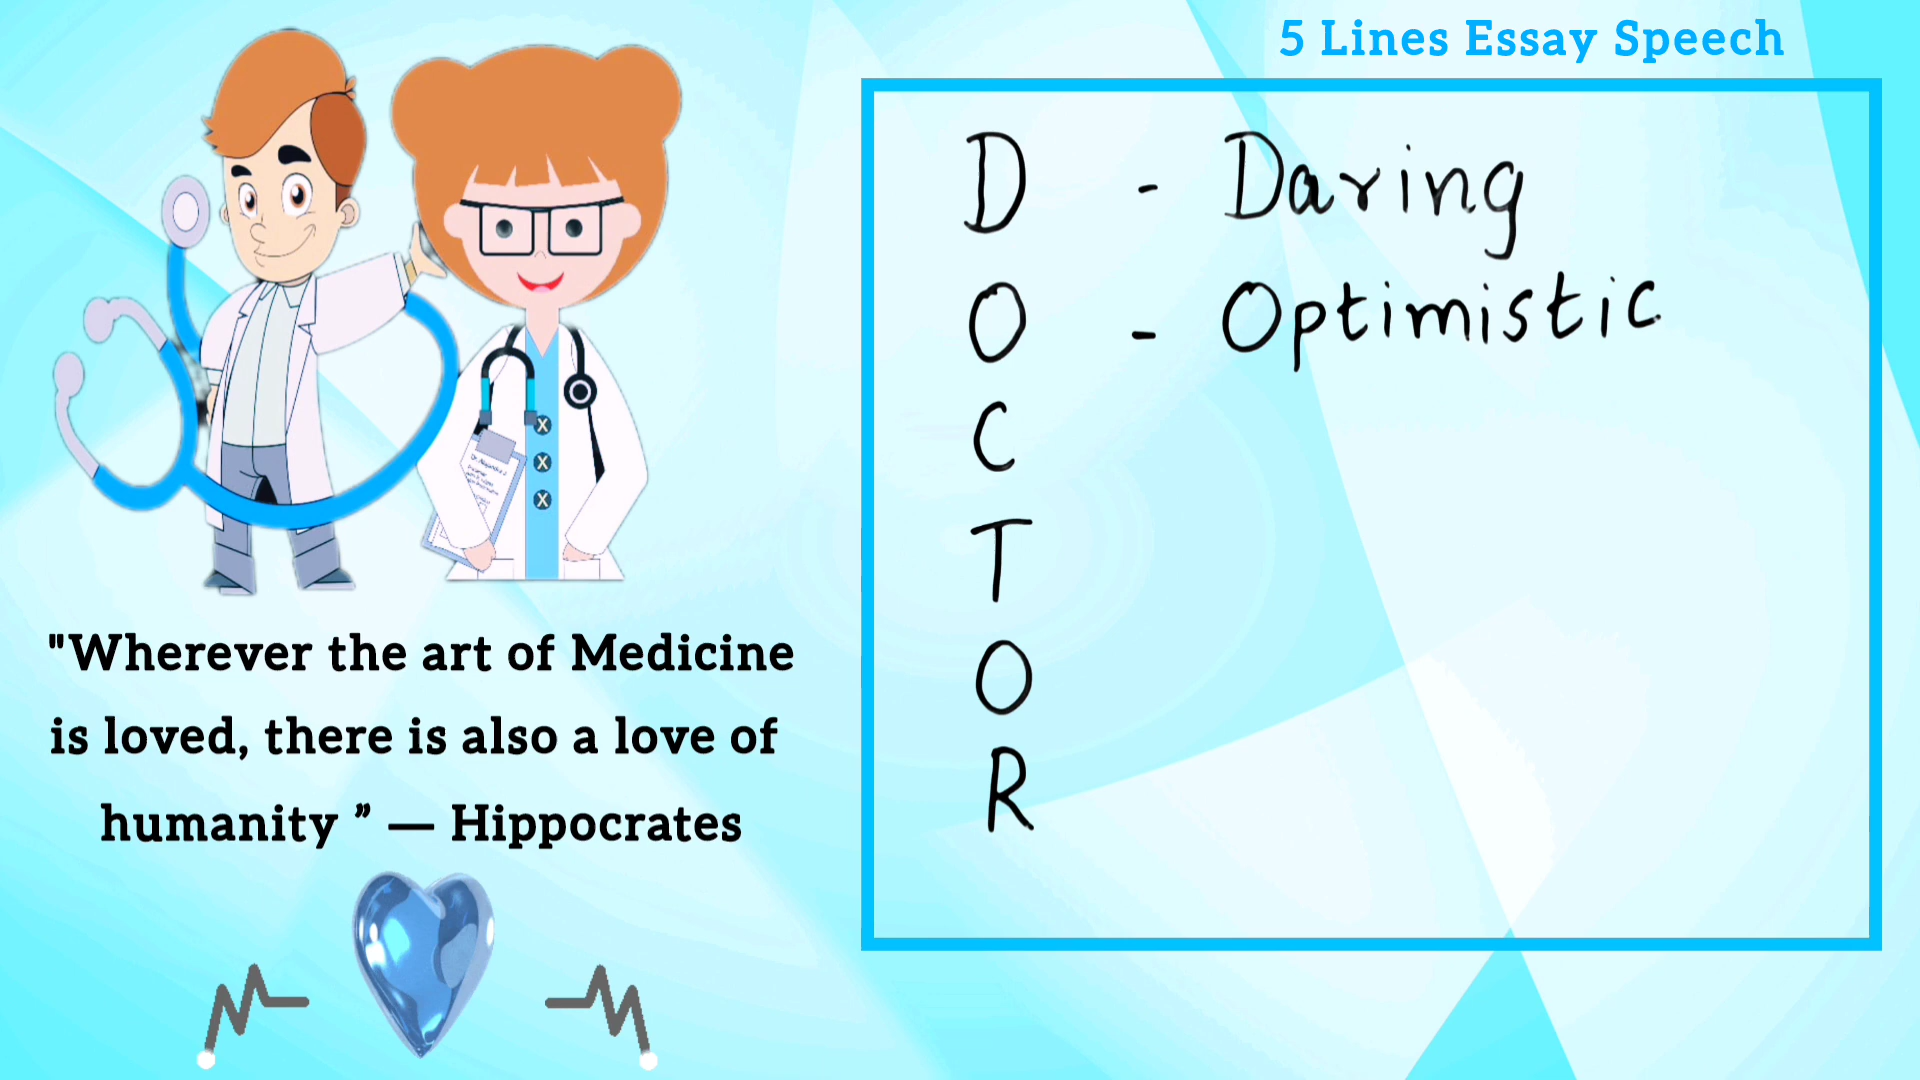 5 Lines Essay Speech
D - Daring
O - Optimistic
C
T
O
R
"Wherever the art of Medicine
is loved, there is also a love of
humanity ” — Hippocrates
X
X
X